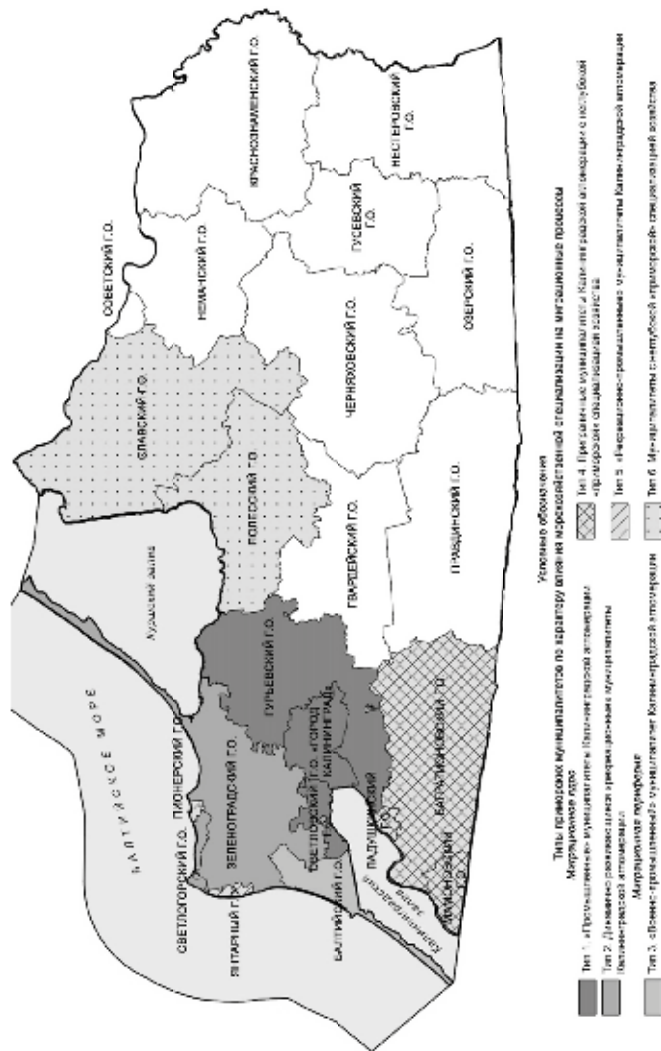 БАЛТИЙСКОЕ МОРЕ
Куршский залив
Калининградский
залив
СВЕТЛОГОРСКИЙ Г.О.
ПИОНЕРСКИЙ Г.О.
ЯНТАРНЫЙ Г.О.
ЗЕЛЕНОГРАДСКИЙ Г.О.
БАЛТИЙСКИЙ Г.О.
СВЕТЛОВСКИЙ
Г.О. «ГОРОД
КАЛИНИНГРАД»
ГУРЬЕВСКИЙ Г.О.
ЛАДУШКИНСКИЙ
МАМОНОВСКИЙ
БАГРАТИОНОВСКИЙ Г.О.
СЛАВСКИЙ Г.О.
ПОЛЕССКИЙ Г.О.
ГВАРДЕЙСКИЙ Г.О.
ПРАВДИНСКИЙ Г.О.
СОВЕТСКИЙ Г.О.
НЕМАНСКИЙ Г.О.
ЧЕРНЯХОВСКИЙ Г.О.
ОЗЕРСКИЙ Г.О.
КРАСНОЗНАМЕНСКИЙ Г.О.
ГУСЕВСКИЙ
Г.О.
НЕСТЕРОВСКИЙ
Г.О.
Условные обозначения
Типы приморских муниципалитетов по характеру влияния морехозяйственной специализации на миграционные процессы
Миграционное ядро
Тип 1. «Промышленные» муниципалитеты Калининградской агломерации
Тип 2. Динамично развивающиеся «рекреационные» муниципалитеты
Калининградской агломерации
Миграционная периферия
Тип 3. «Военно-промышленный» муниципалитет Калининградской агломерации
Тип 4. Приграничные муниципалитеты Калининградской агломерации с неглубокой
«приморской» специализацией хозяйства
Тип 5. «Рекреационно-промышленные» муниципалитеты Калининградской агломерации
Тип 6. Муниципалитеты с неглубокой «приморской» специализацией хозяйства